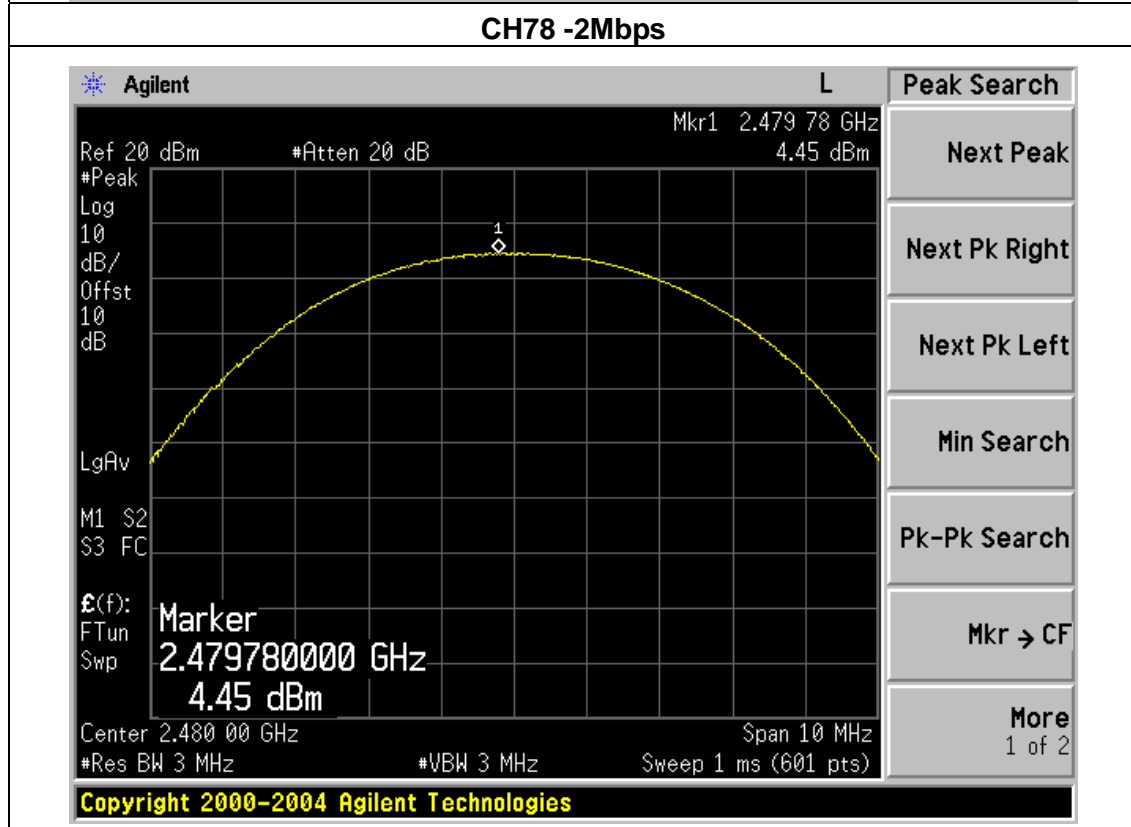 CH78 -2Mbps
Agilent L Peak Search
Mkr1 2.479 78 GHz
Ref 20 dBm #Atten 20 dB 4.45 dBm
#Peak
Log
10
dB/
Offst
10
dB
1
LgAv
M1 S2
S3 FC
£(f):
FTun
Swp
Marker
2.479780000 GHz
4.45 dBm
Center 2.480 00 GHz Span 10 MHz
#Res BW 3 MHz #VBW 3 MHz Sweep 1 ms (601 pts)
Next Peak
Next Pk Right
Next Pk Left
Min Search
Pk-Pk Search
Mkr → CF
More
1 of 2
Copyright 2000-2004 Agilent Technologies